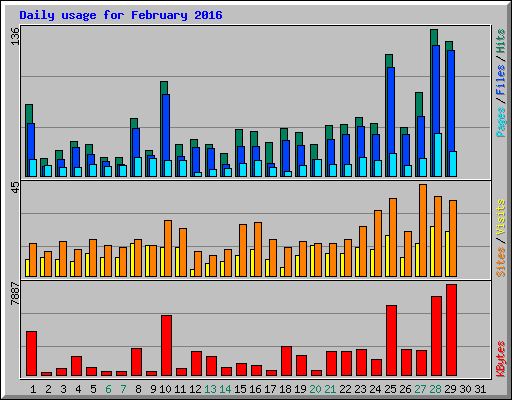 Daily usage for February 2016
136
Pages / Files / Hits
45
Sites / Visits
7887
KBytes
1 2 3 4 5 6 7 8 9 10 11 12 13 14 15 16 17 18 19 20 21 22 23 24 25 26 27 28 29 30 31